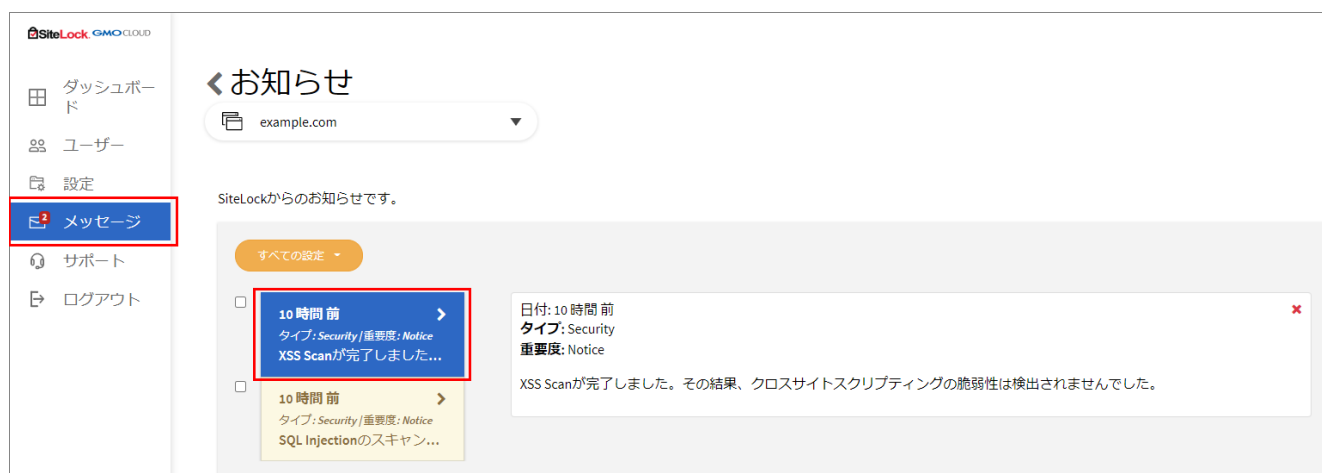 SiteLock. GMO CLOUD
ダッシュボー
ド
ユーザー
設定
2 メッセージ
サポート
ログアウト
お知らせ
example.com
SiteLockからのお知らせです。
すべての設定
10 時間 前
タイプ: Security / 重要度: Notice
XSS Scanが完了しました...
10 時間 前
タイプ: Security / 重要度: Notice
SQL Injectionのスキャン...
日付: 10 時間 前
タイプ: Security
重要度: Notice
XSS Scanが完了しました。その結果、クロスサイトスクリプティングの脆弱性は検出されませんでした。